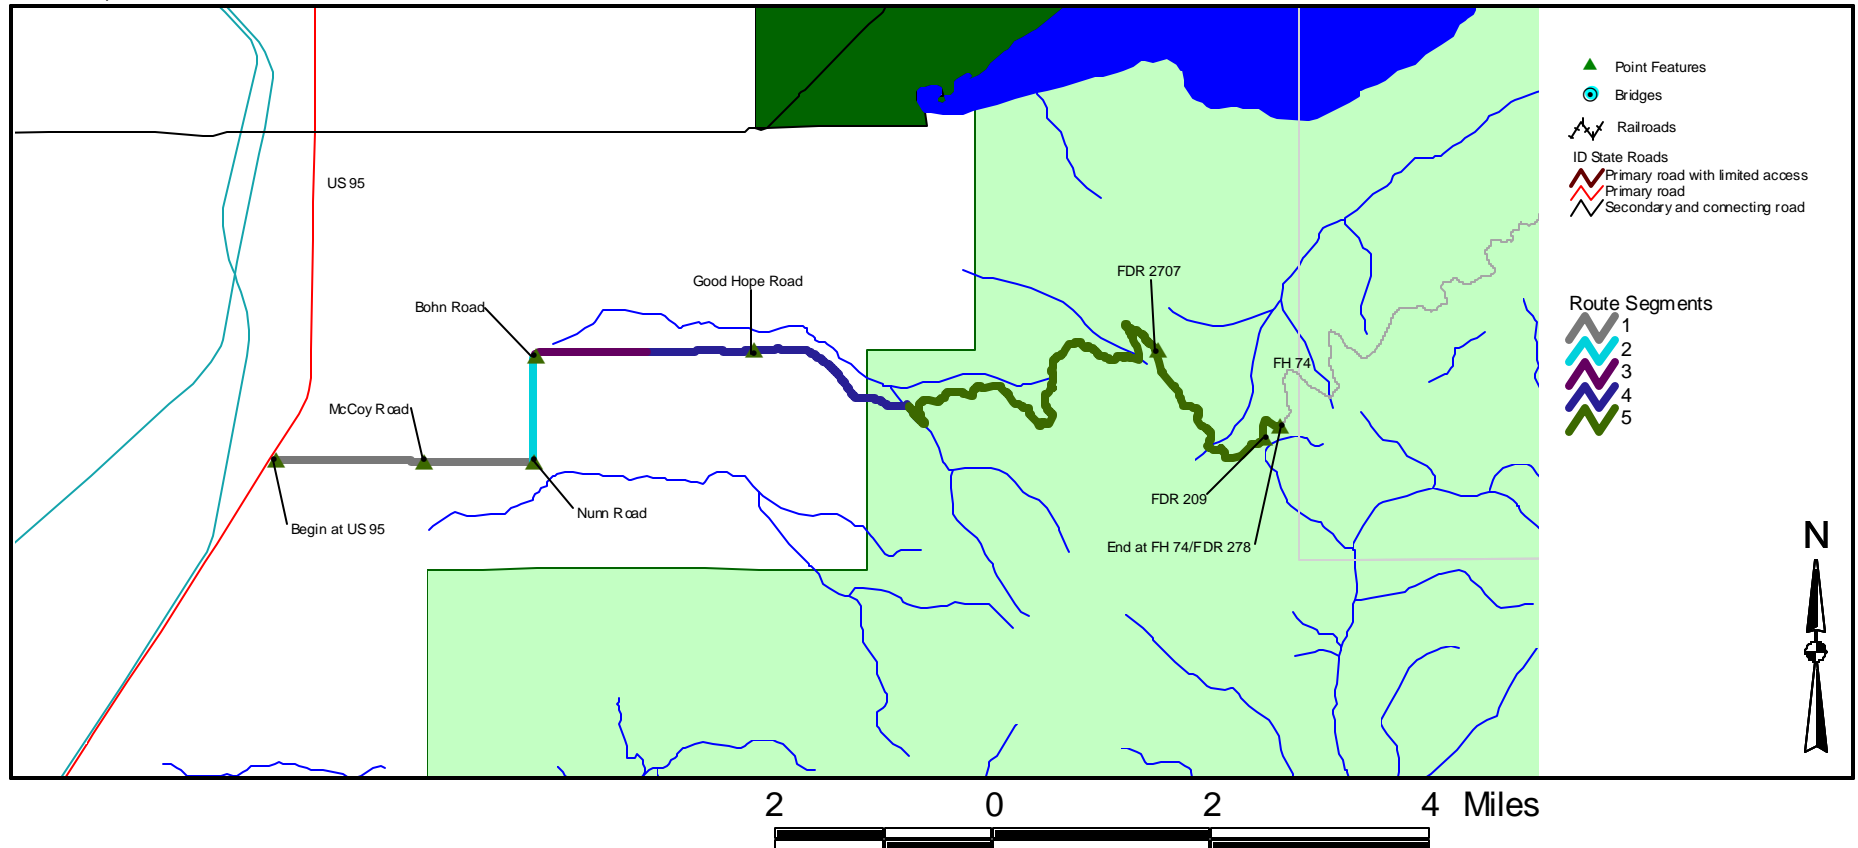 Point Features
Bridges
Railroads
ID State Roads
Primary road with limited access
Primary road
Secondary and connecting road
US 95
FDR 2707
Good Hope Road
Bohn Road
Route Segments
1
2
3
4
5
FH 74
McCoy Road
FDR 209
Nunn Road
Begin at US 95
End at FH 74/FDR 278
N
2 0 2 4 Miles